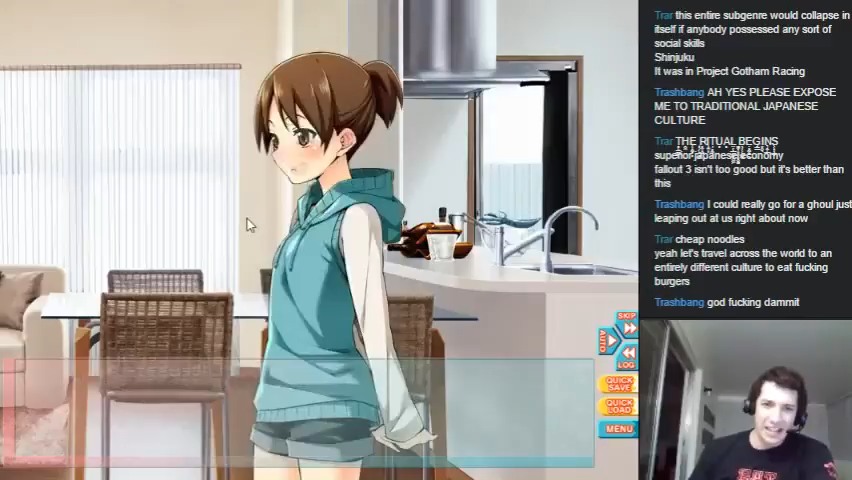 Trar this entire subgenre would collapse in
itself if anybody possessed any sort of
social skills
Shinjuku
It was in Project Gotham Racing
Trashbang AH YES PLEASE EXPOSE
ME TO TRADITIONAL JAPANESE
CULTURE
Trar THE RITUAL BEGINS
superior japanese economy
fallout 3 isn't too good but it's better than
this
Trashbang I could really go for a ghoul just
leaping out at us right about now
Trar cheap noodles
yeah let's travel across the world to an
entirely different culture to eat fucking
burgers
Trashbang god fucking dammit
SKIP
AUTO
LOG
QUICK
SAVE
QUICK
LOAD
MENU